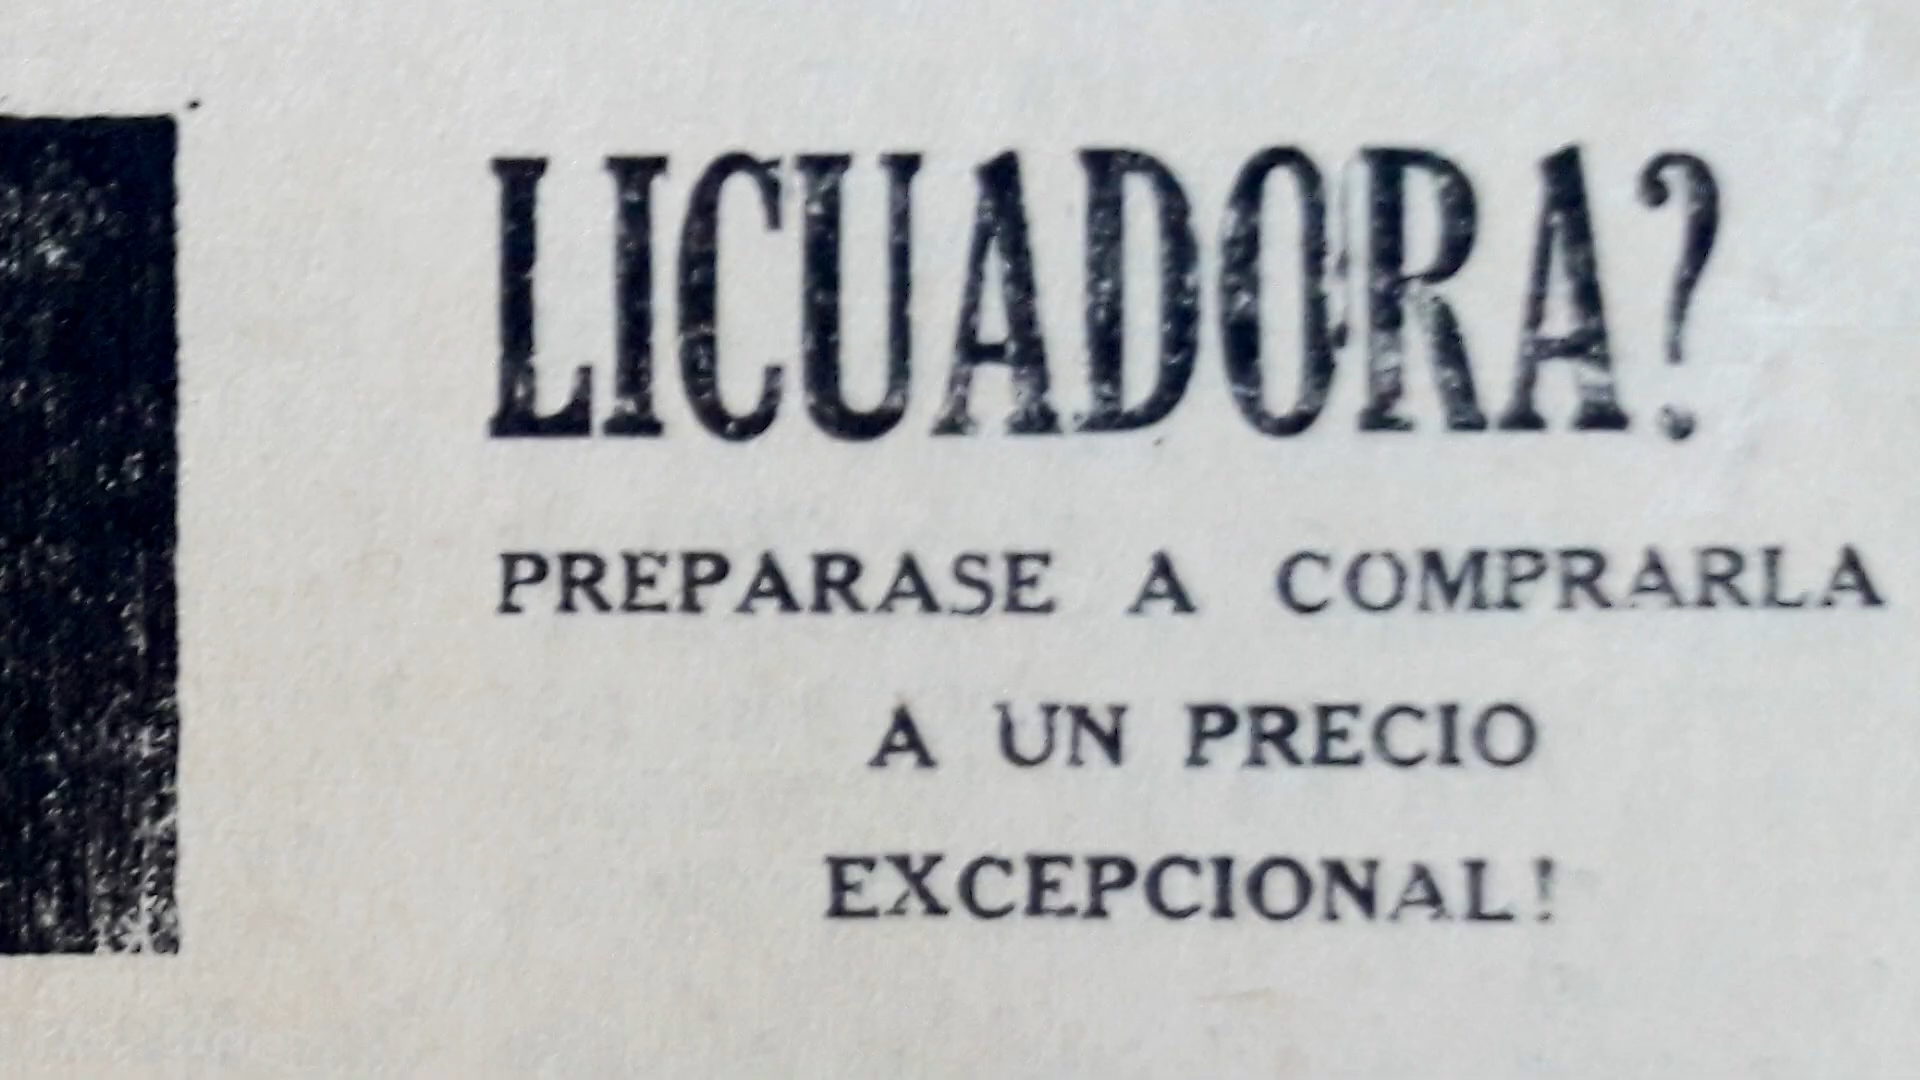 LICUADORA?
PREPARASE A COMPRARLA
A UN PRECIO
EXCEPCIONAL!